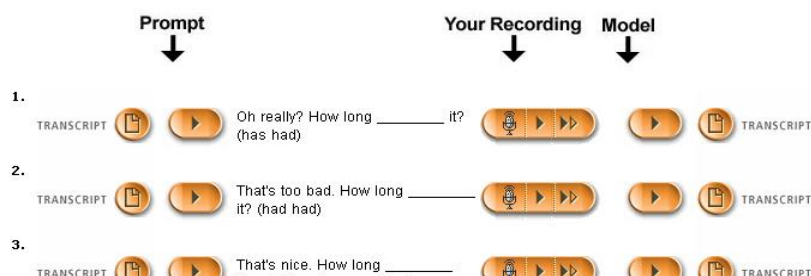 Prompt Your Recording Model
1.
TRANSCRIPT Oh really? How long ________ it? TRANSCRIPT
(has had)
2.
TRANSCRIPT That's too bad. How long ________ TRANSCRIPT
it? (had had)
3.
TRANSCRIPT That's nice. How long ________ TRANSCRIPT